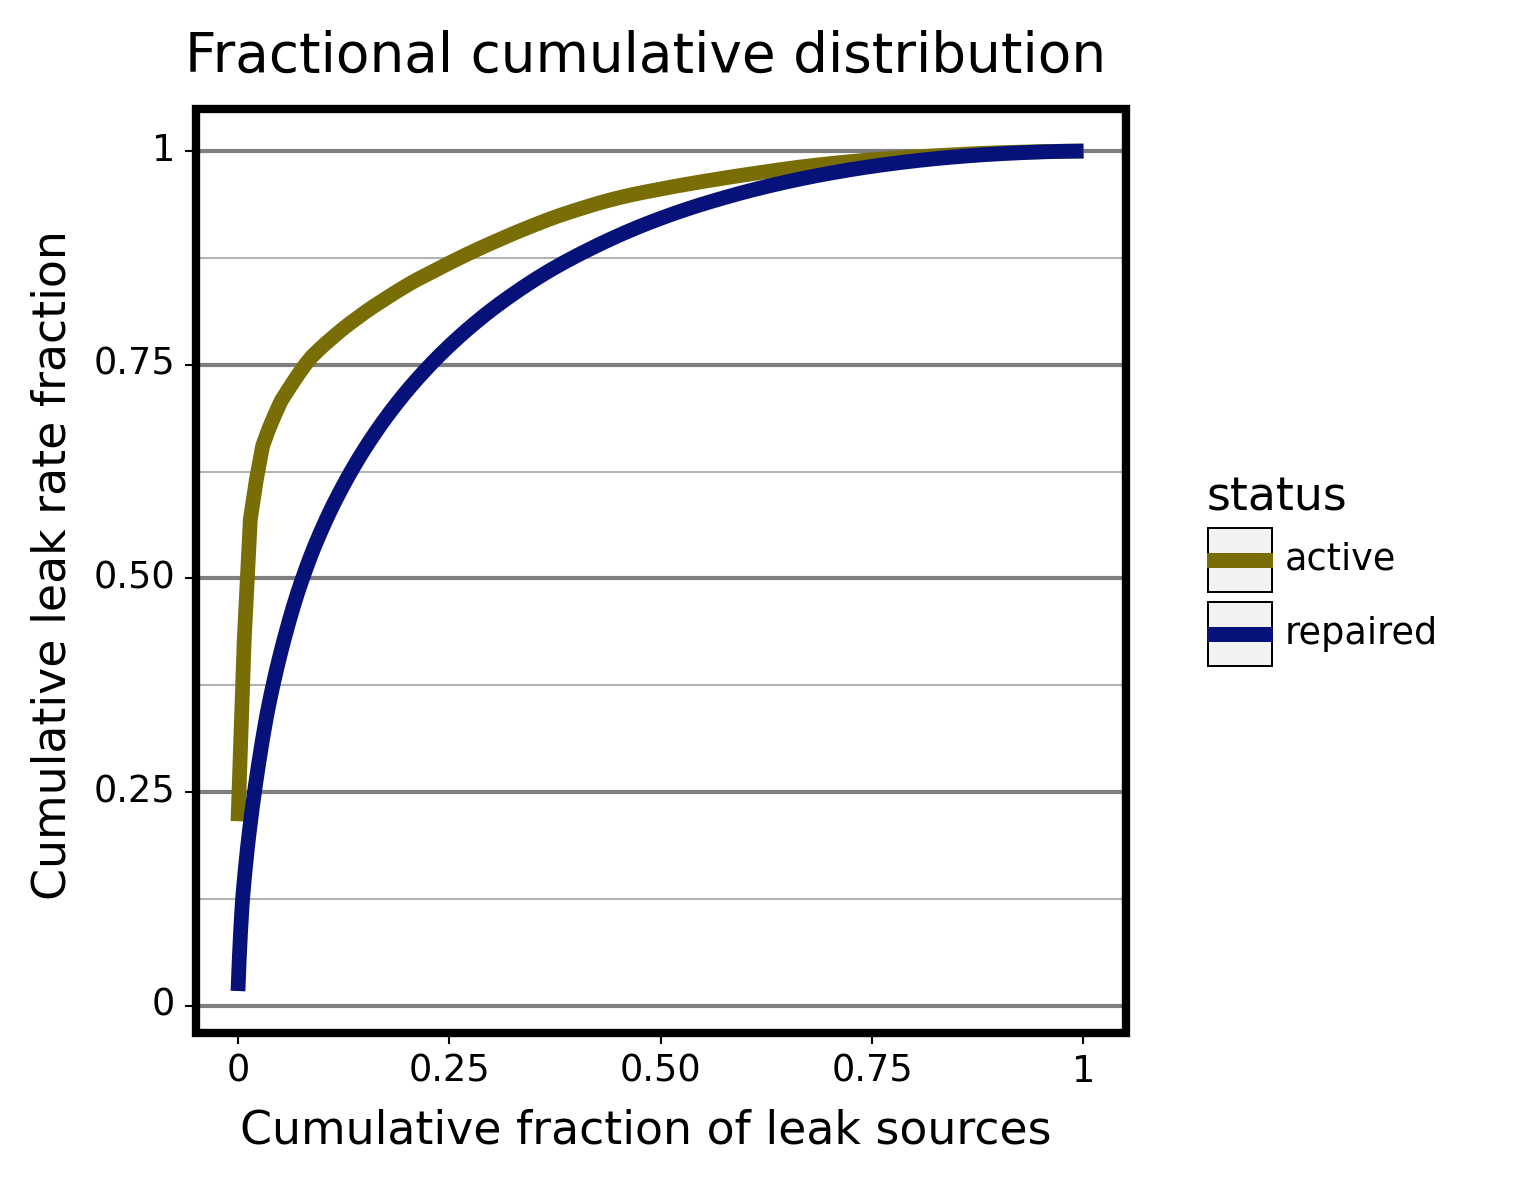 Fractional cumulative distribution
Cumulative leak rate fraction
1
0.75
0.50
0.25
0
0 0.25 0.50 0.75 1
Cumulative fraction of leak sources
status
active
repaired